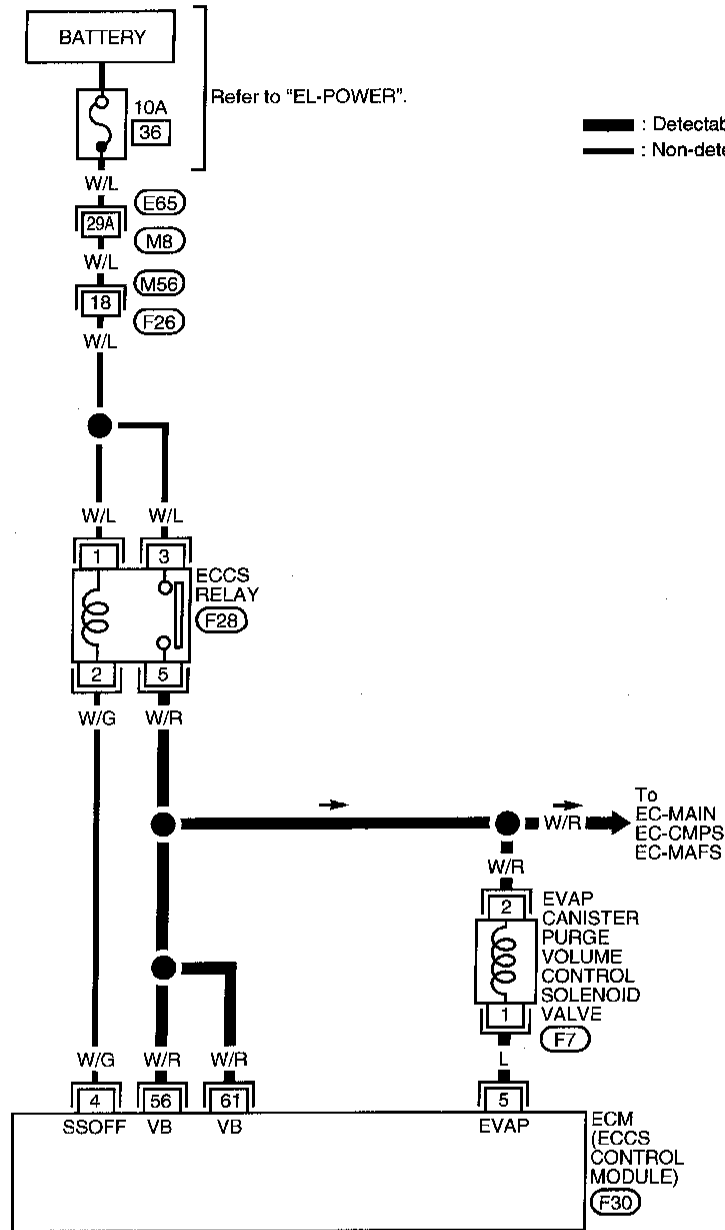 BATTERY
Refer to "EL-POWER".
10A
36
: Detectab
: Non-dete
W/L
E65
29A
M8
W/L
M56
18
F26
W/L
W/L
W/L
1
3
ECCS
RELAY
F28
2
5
W/G
W/R
W/R
To
EC-MAIN
EC-CMPS
EC-MAFS
W/R
2
EVAP
CANISTER
PURGE
VOLUME
CONTROL
SOLENOID
VALVE
1
F7
W/G
W/R
W/R
L
4
56
61
5
SSOFF
VB
VB
EVAP
ECM
(ECCS
CONTROL
MODULE)
F30